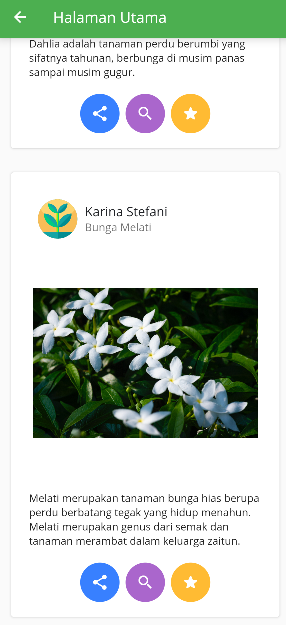 Halaman Utama
Dahlia adalah tanaman perdu berumbi yang
sifatnya tahunan, berbunga di musim panas
sampai musim gugur.
Karina Stefani
Bunga Melati
Melati merupakan tanaman bunga hias berupa
perdu berbatang tegak yang hidup menahun.
Melati merupakan genus dari semak dan
tanaman merambat dalam keluarga zaitun.